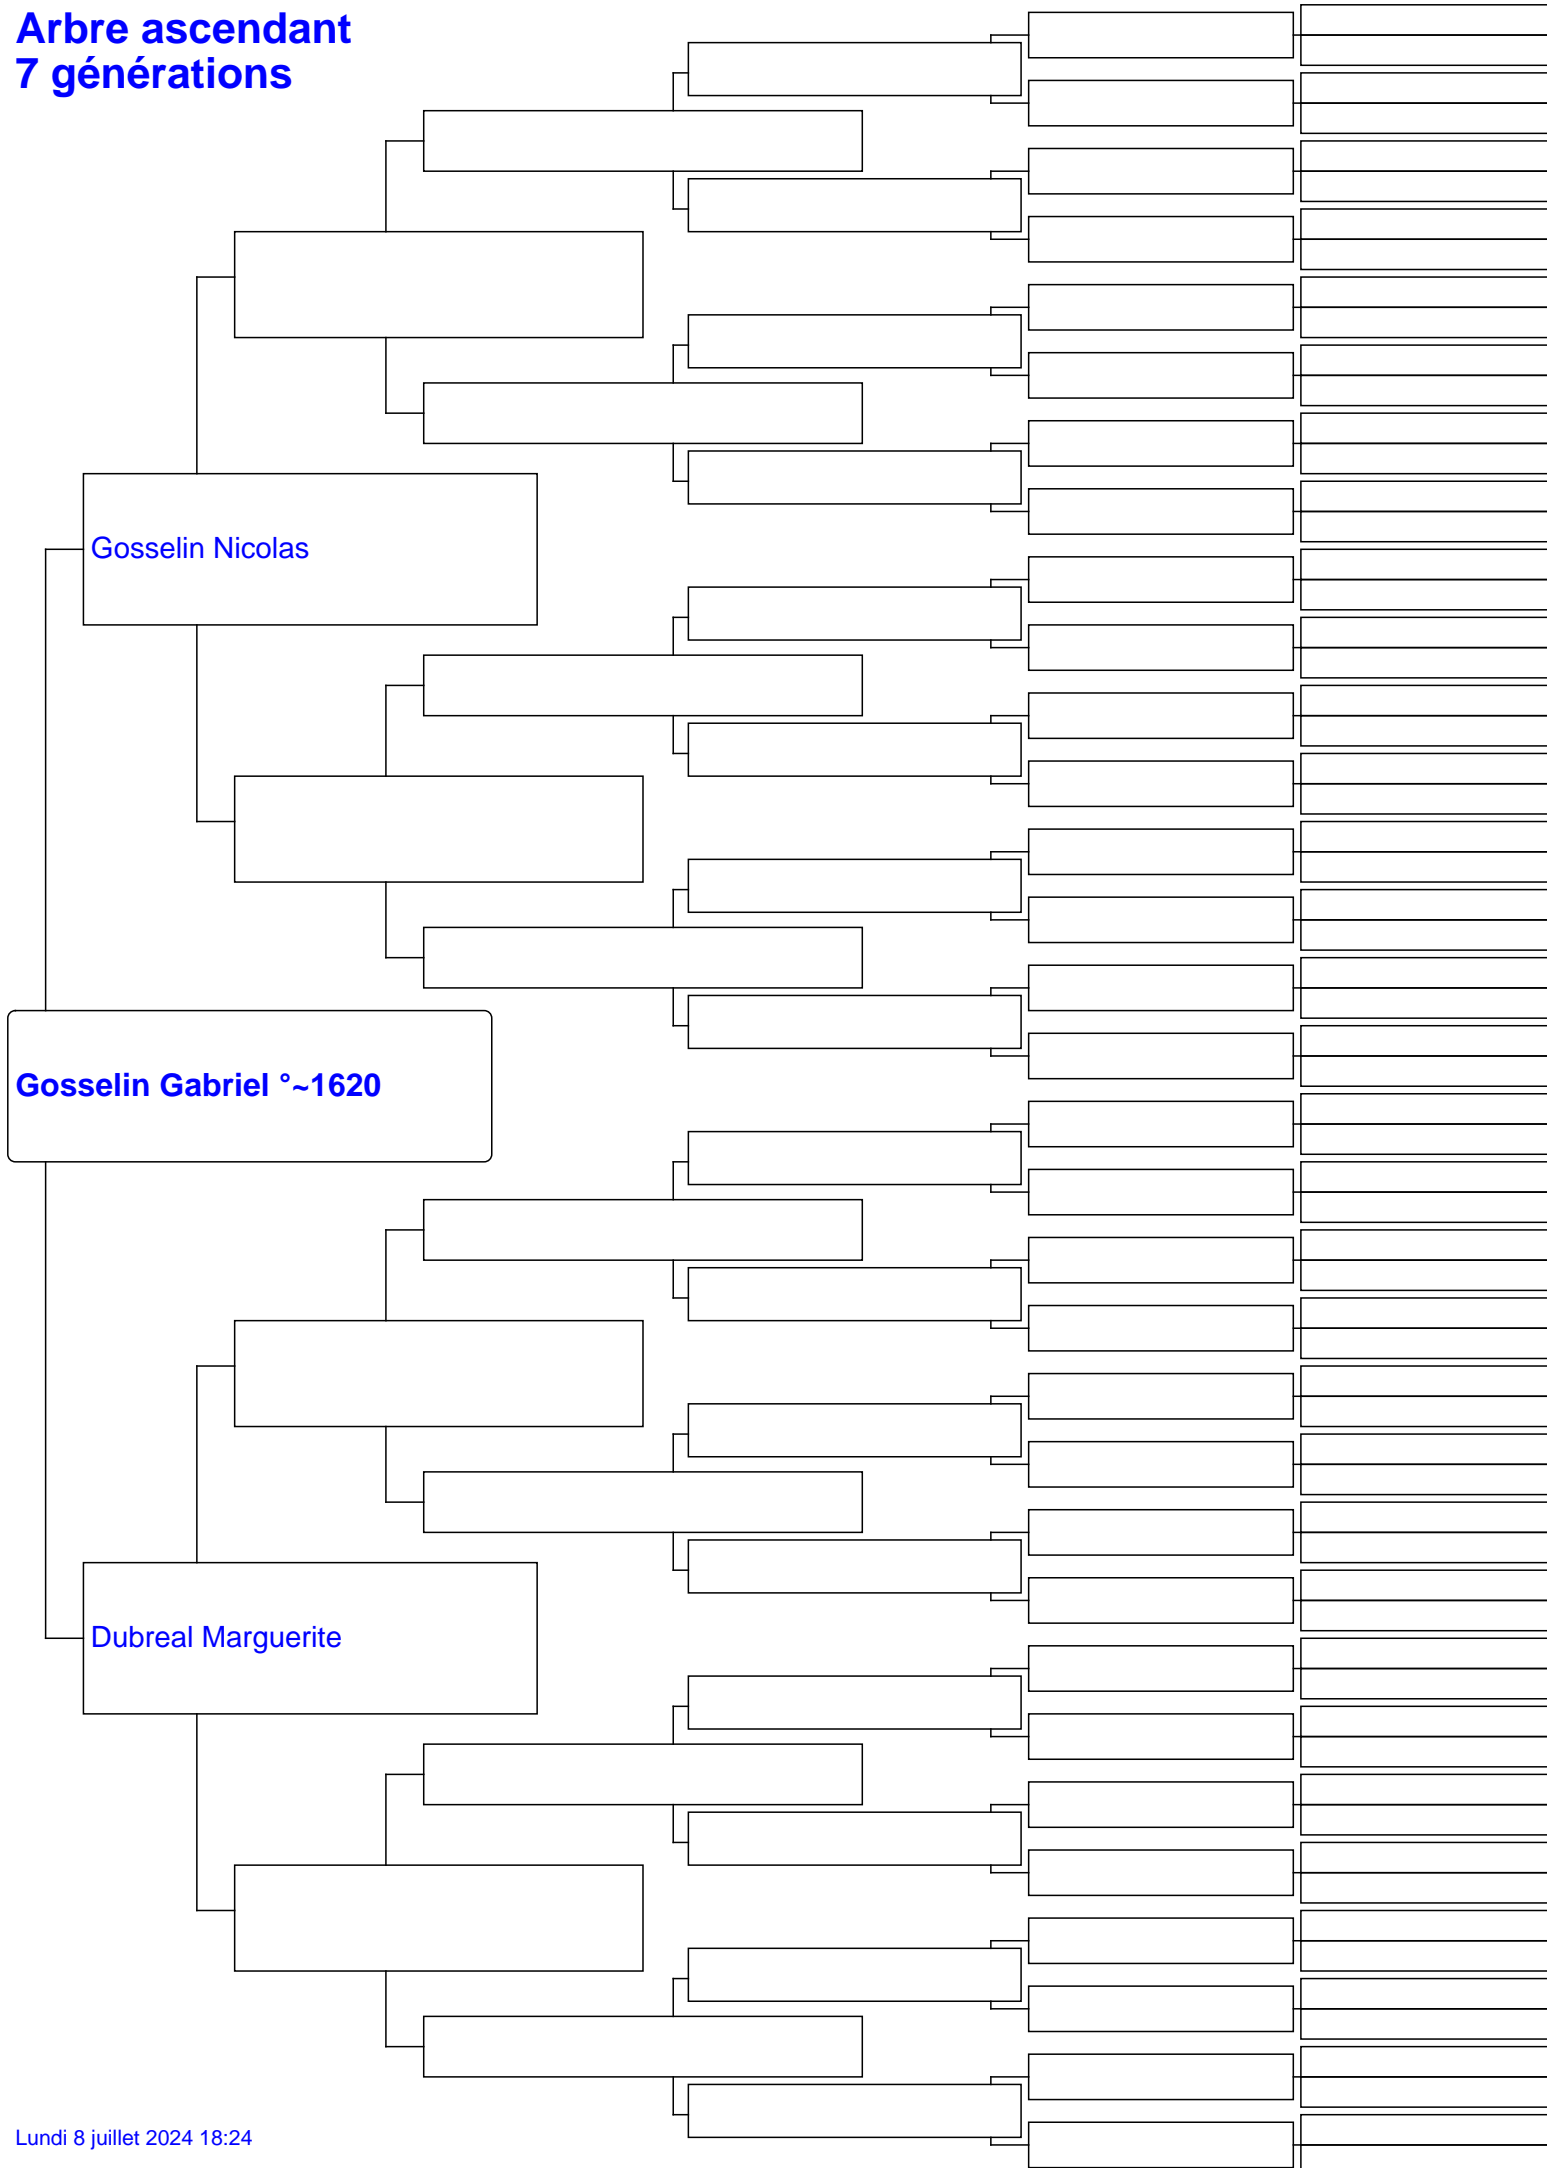 Arbre ascendant
7 générations
Gosselin Nicolas
Gosselin Gabriel °~1620
Dubreal Marguerite
Lundi 8 juillet 2024 18:24